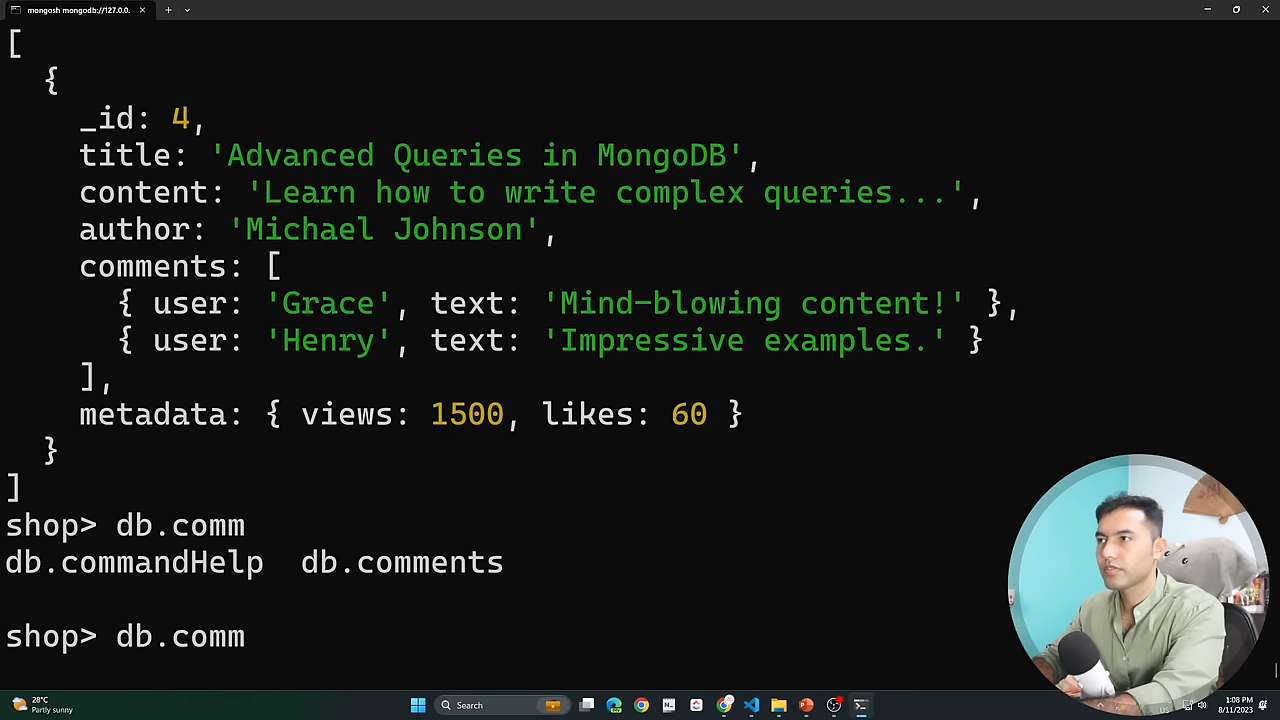 mongosh mongodb://127.0.0.
[
{
_id: 4,
title: 'Advanced Queries in MongoDB',
content: 'Learn how to write complex queries...',
author: 'Michael Johnson',
comments: [
{ user: 'Grace', text: 'Mind-blowing content!' },
{ user: 'Henry', text: 'Impressive examples.' }
],
metadata: { views: 1500, likes: 60 }
}
]
shop> db.comm
db.commandHelp  db.comments
shop> db.comm
28°C
Partly sunny
Search
1:08 PM
8/11/2023